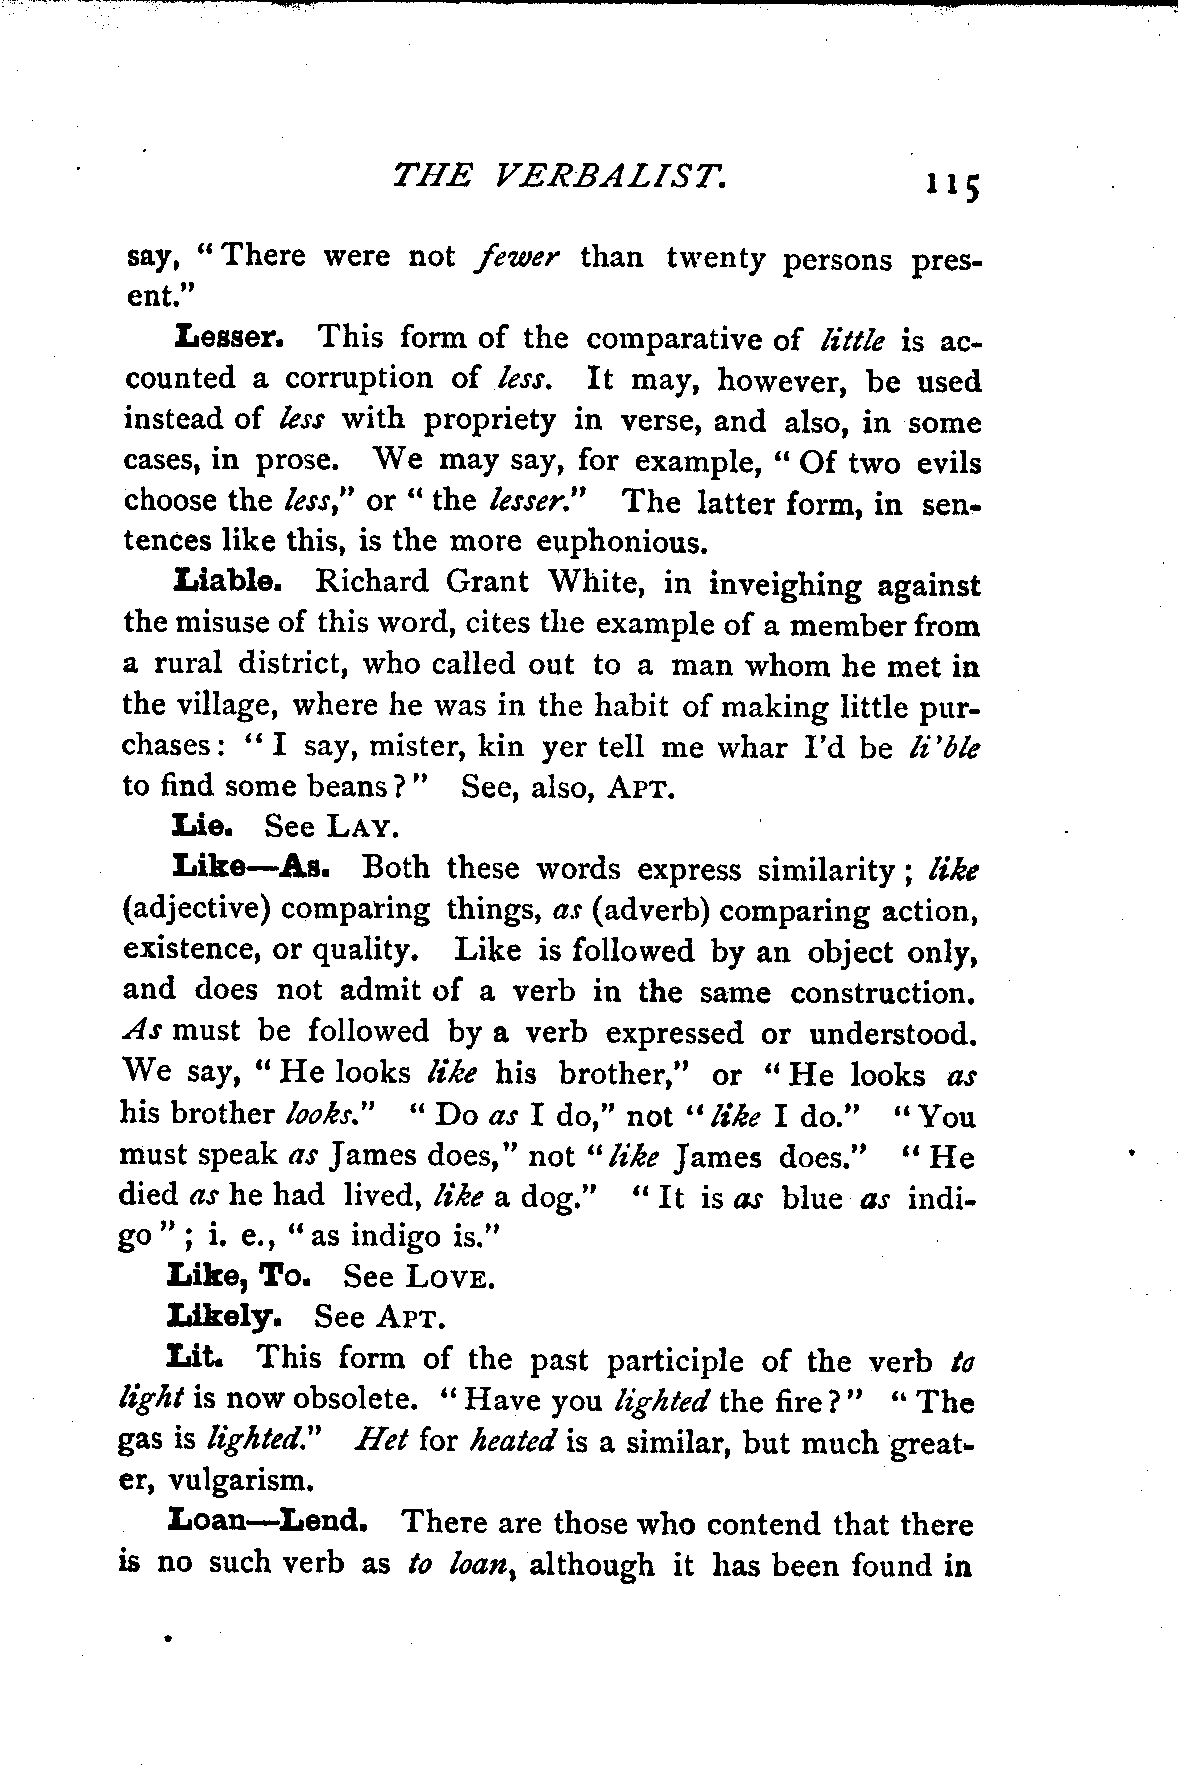 THE VERBALIST. 115
say, "There were not fewer than twenty persons pres-
ent."
Lesser. This form of the comparative of little is ac-
counted a corruption of less. It may, however, be used
instead of less with propriety in verse, and also, in some
cases, in prose. We may say, for example, "Of two evils
choose the less," or "the lesser." The latter form, in sen-
tences like this, is the more euphonious.
Liable. Richard Grant White, in inveighing against
the misuse of this word, cites the example of a member from
a rural district, who called out to a man whom he met in
the village, where he was in the habit of making little pur-
chases: "I say, mister, kin yer tell me whar I'd be li'ble
to find some beans?" See, also, APT.
Lie. See LAY.
Like—As. Both these words express similarity; like
(adjective) comparing things, as (adverb) comparing action,
existence, or quality. Like is followed by an object only,
and does not admit of a verb in the same construction.
As must be followed by a verb expressed or understood.
We say, "He looks like his brother," or "He looks as
his brother looks." "Do as I do," not "like I do." "You
must speak as James does," not "like James does." "He
died as he had lived, like a dog." "It is as blue as indi-
go"; i. e., "as indigo is."
Like, To. See LOVE.
Likely. See APT.
Lit. This form of the past participle of the verb to
light is now obsolete. "Have you lighted the fire?" "The
gas is lighted." Het for heated is a similar, but much great-
er, vulgarism.
Loan—Lend. There are those who contend that there
is no such verb as to loan, although it has been found in